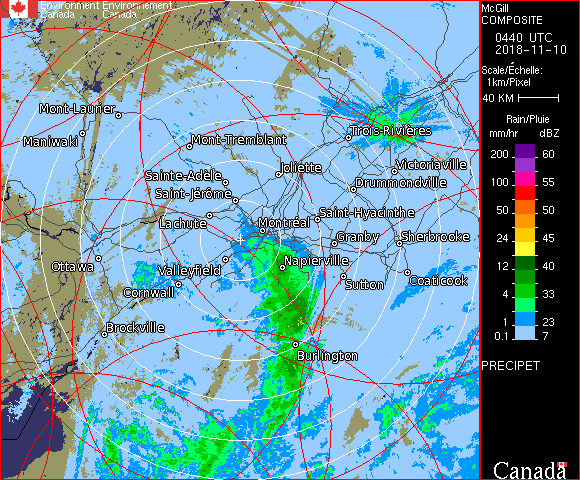 Environment Environnement
Canada Canada
McGill
COMPOSITE
0440 UTC
2018-11-10
Scale/Échelle:
1km/Pixel
40 KM
Rain/Pluie
mm/hr dBZ
200 60
100 55
50 50
24 45
12 40
4 33
1 23
0.1 7
PRECIPET
Canada
Mont-Laurier
Maniwaki
Mont-Tremblant
Trois-Rivières
Joliette
Victoriaville
Sainte-Adèle
Drummondville
Saint-Jérôme
Saint-Hyacinthe
Lachute
Montréal
Granby
Sherbrooke
Ottawa
Valleyfield
Napierville
Cornwall
Sutton
Coaticook
Brockville
Burlington